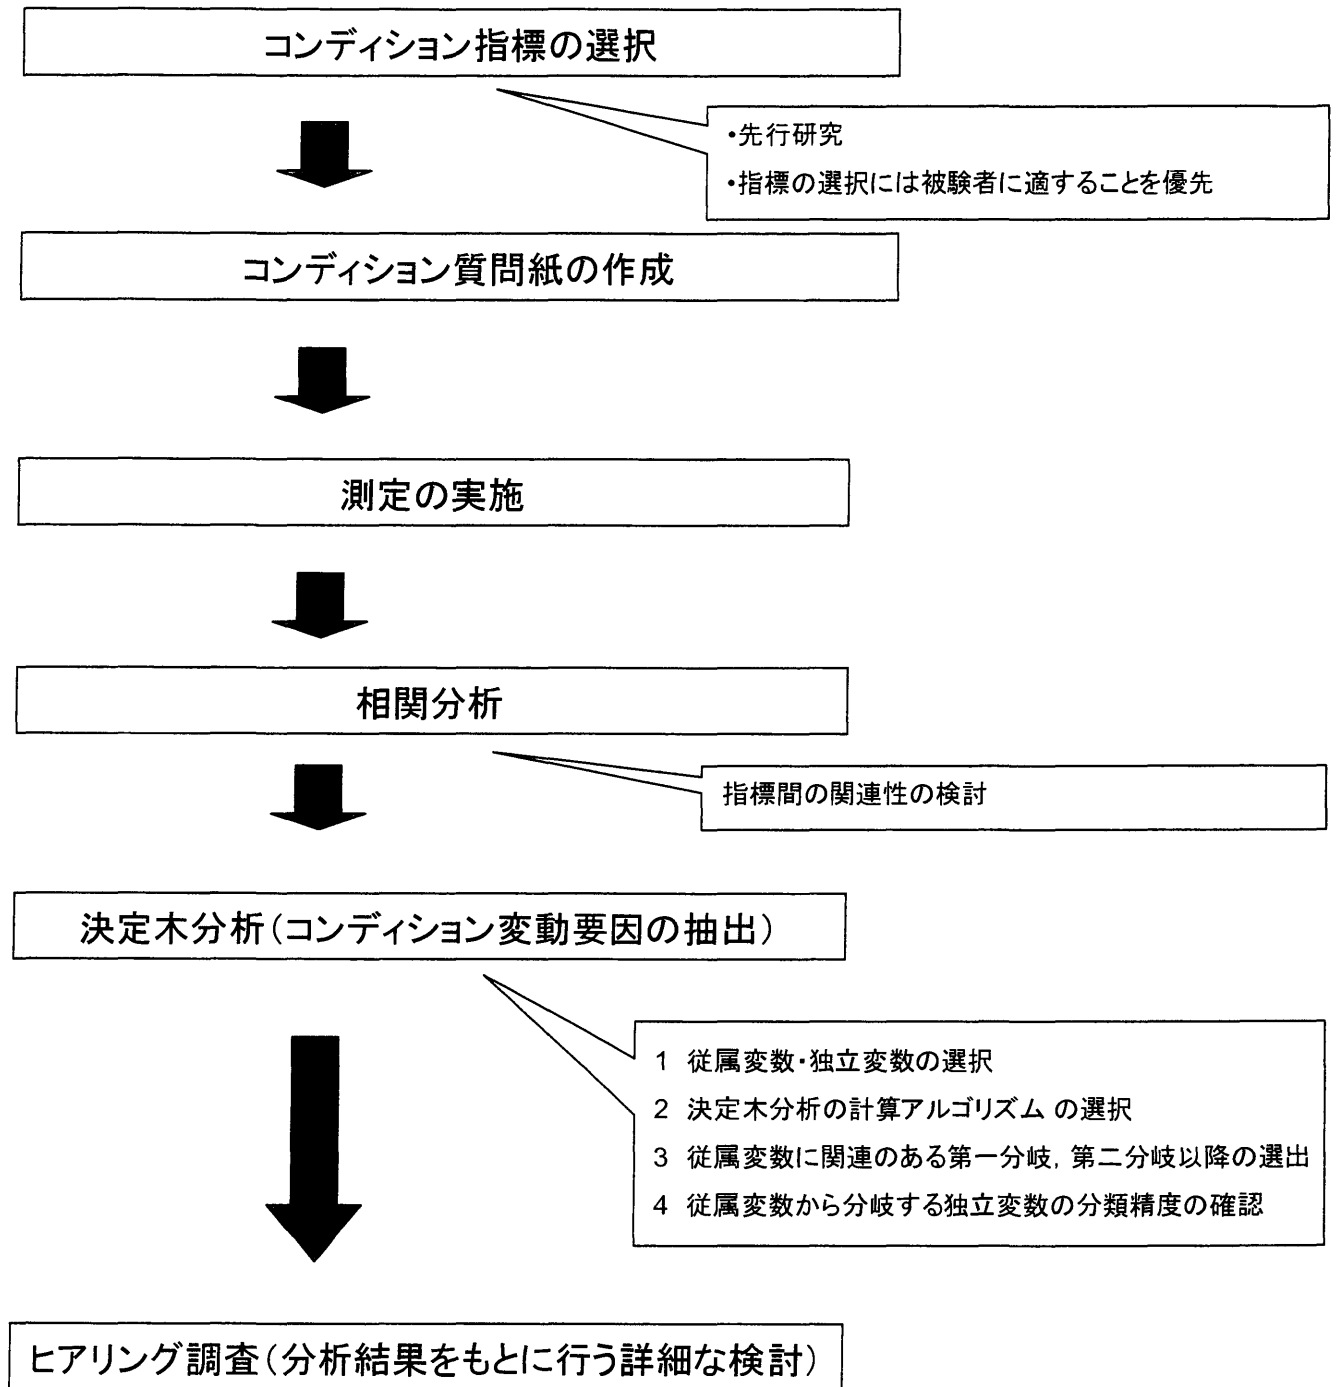 コンディション指標の選択
・先行研究
・指標の選択には被験者に適することを優先
コンディション質問紙の作成
測定の実施
相関分析
指標間の関連性の検討
決定木分析(コンディション変動要因の抽出)
1 従属変数・独立変数の選択
2 決定木分析の計算アルゴリズム の選択
3 従属変数に関連のある第一分岐, 第二分岐以降の選出
4 従属変数から分岐する独立変数の分類精度の確認
ヒアリング調査(分析結果をもとに行う詳細な検討)